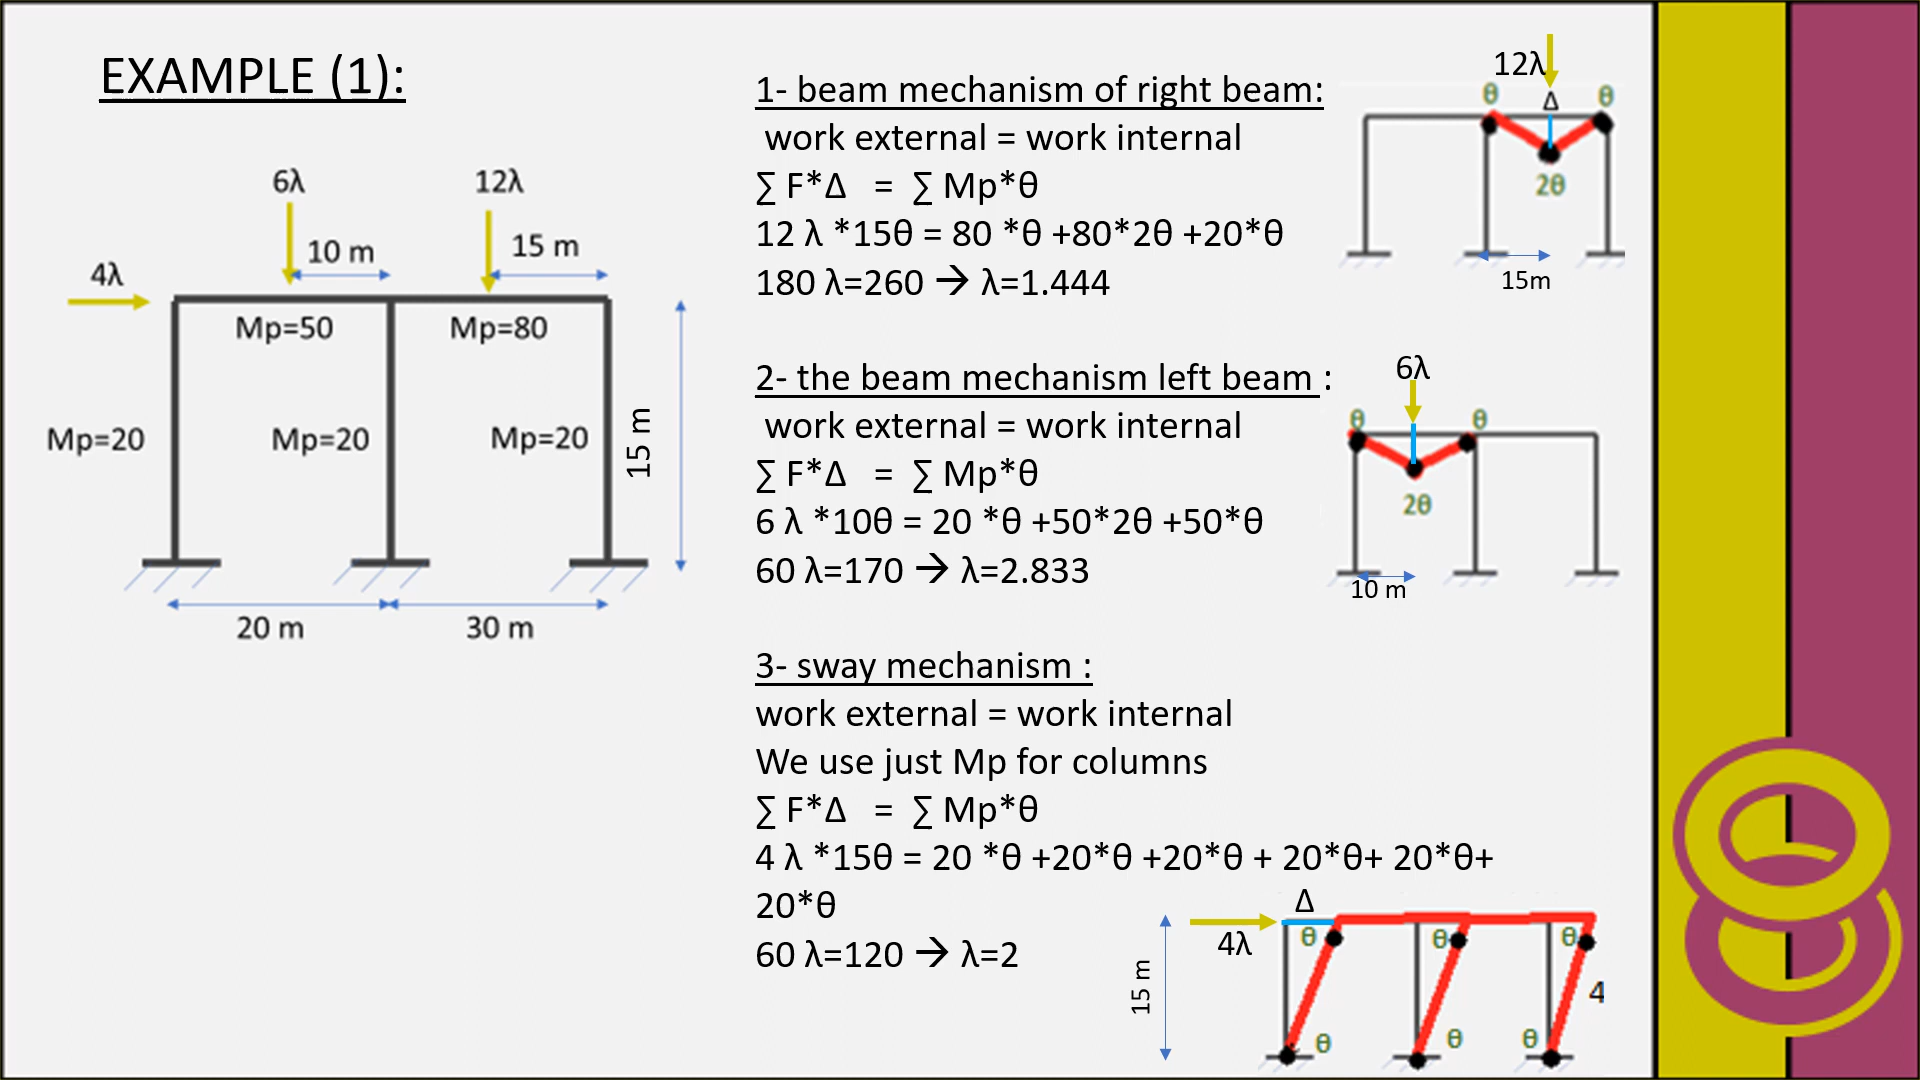 EXAMPLE (1):
6λ
12λ
10 m
15 m
4λ
Mp=50
Mp=80
Mp=20
Mp=20
Mp=20
15 m
20 m
30 m
1- beam mechanism of right beam:
work external = work internal
∑ F*Δ = ∑ Mp*θ
12 λ *15θ = 80 *θ +80*2θ +20*θ
180 λ=260 → λ=1.444
12λ
θ
Δ
θ
2θ
15m
2- the beam mechanism left beam :
work external = work internal
∑ F*Δ = ∑ Mp*θ
6 λ *10θ = 20 *θ +50*2θ +50*θ
60 λ=170 → λ=2.833
6λ
θ
θ
2θ
10 m
3- sway mechanism :
work external = work internal
We use just Mp for columns
∑ F*Δ = ∑ Mp*θ
4 λ *15θ = 20 *θ +20*θ +20*θ + 20*θ+ 20*θ+
20*θ
60 λ=120 → λ=2
Δ
4λ
θ
θ
θ
15 m
4
θ
θ
θ